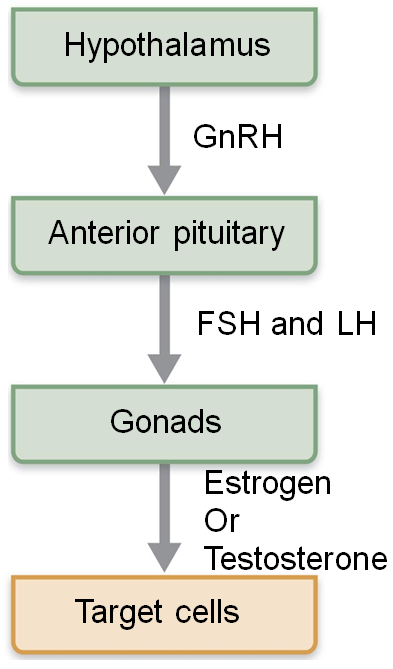 Hypothalamus
GnRH
Anterior pituitary
FSH and LH
Gonads
Estrogen
Or
Testosterone
Target cells